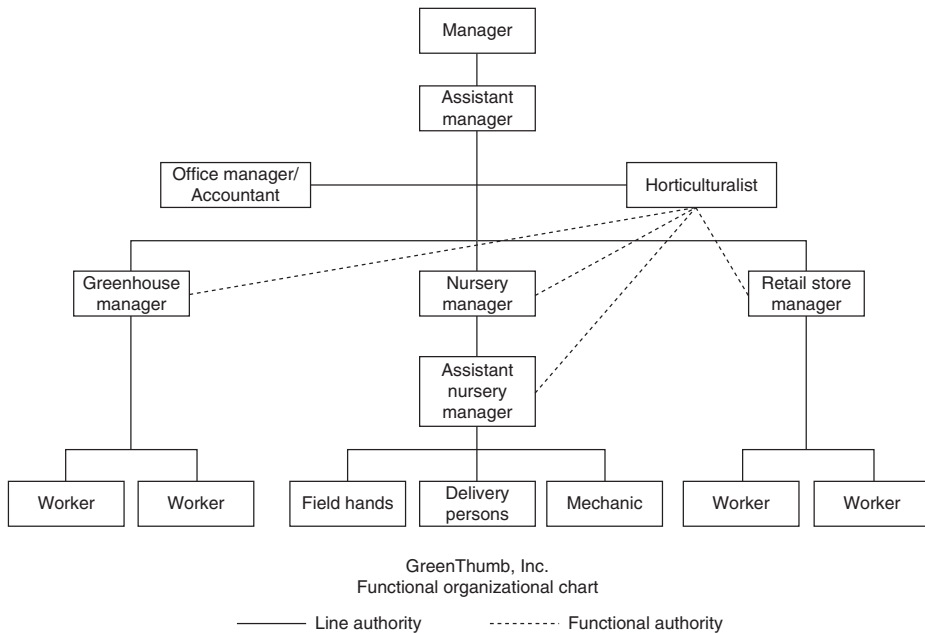 Manager
Assistant
manager
Office manager/
Accountant
Horticulturalist
Greenhouse
manager
Nursery
manager
Retail store
manager
Assistant
nursery
manager
Worker
Worker
Field hands
Delivery
persons
Mechanic
Worker
Worker
GreenThumb, Inc.
Functional organizational chart
Line authority
Functional authority